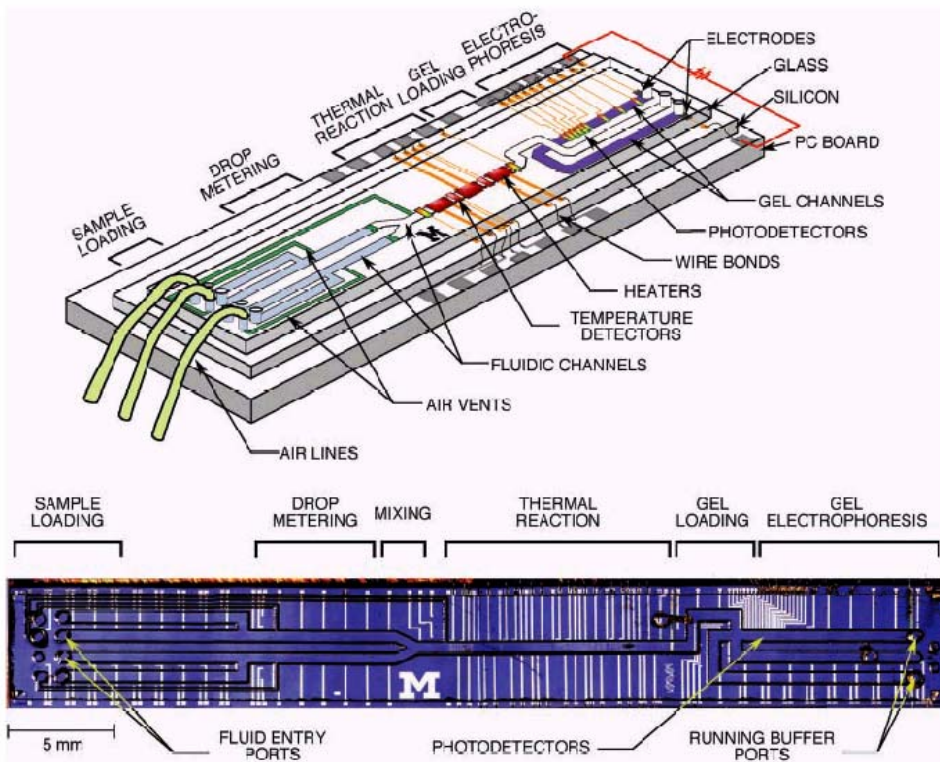 ELECTRO-
PHORESIS
GEL
LOADING
THERMAL
REACTION
DROP
METERING
SAMPLE
LOADING
ELECTRODES
GLASS
SILICON
PC BOARD
GEL CHANNELS
PHOTODETECTORS
WIRE BONDS
HEATERS
TEMPERATURE
DETECTORS
FLUIDIC CHANNELS
AIR VENTS
AIR LINES
SAMPLE
LOADING
DROP
METERING
MIXING
THERMAL
REACTION
GEL
LOADING
GEL
ELECTROPHORESIS
M
5 mm
FLUID ENTRY
PORTS
PHOTODETECTORS
RUNNING BUFFER
PORTS